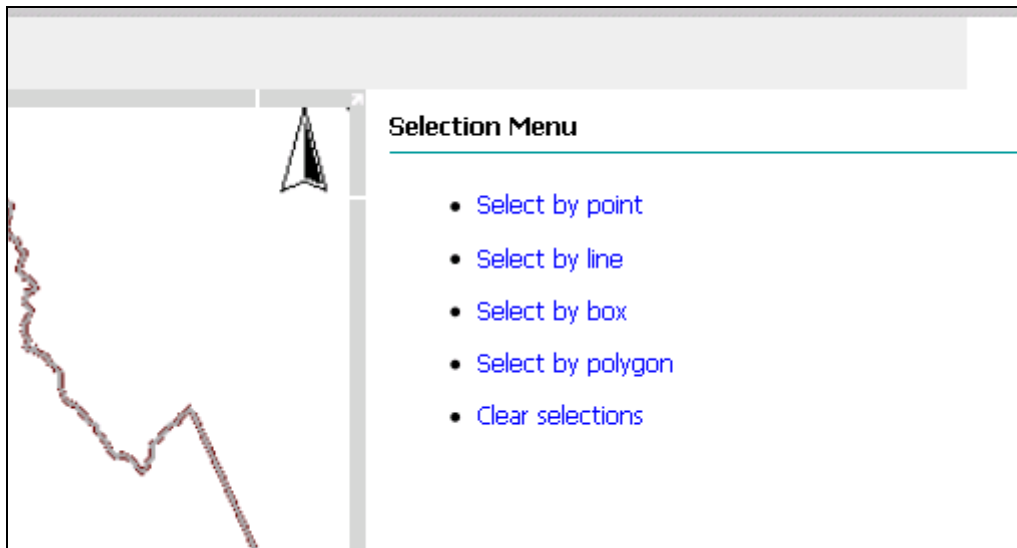 Selection Menu
Select by point
Select by line
Select by box
Select by polygon
Clear selections